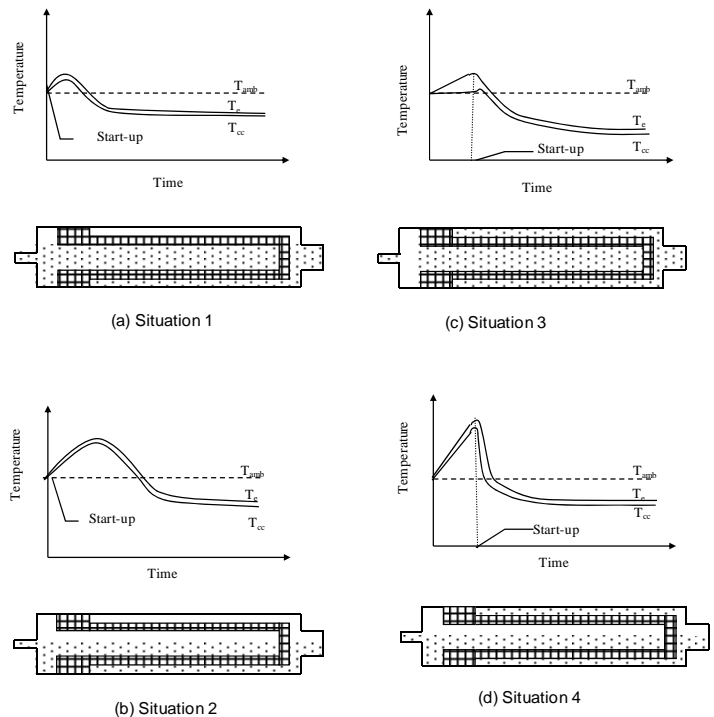 Temperature
T_amb
T_e
T_cc
Start-up
Time
(a) Situation 1
Temperature
T_amb
T_e
T_cc
Start-up
Time
(c) Situation 3
Temperature
T_amb
T_e
T_cc
Start-up
Time
(b) Situation 2
Temperature
T_amb
T_e
T_cc
Start-up
Time
(d) Situation 4